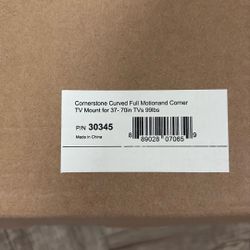 Cornerstone Curved Full Motionand Corner
TV Mount for 37- 70in TVs 99lbs
P/N 30345
Made in China
8 89028 07065 9